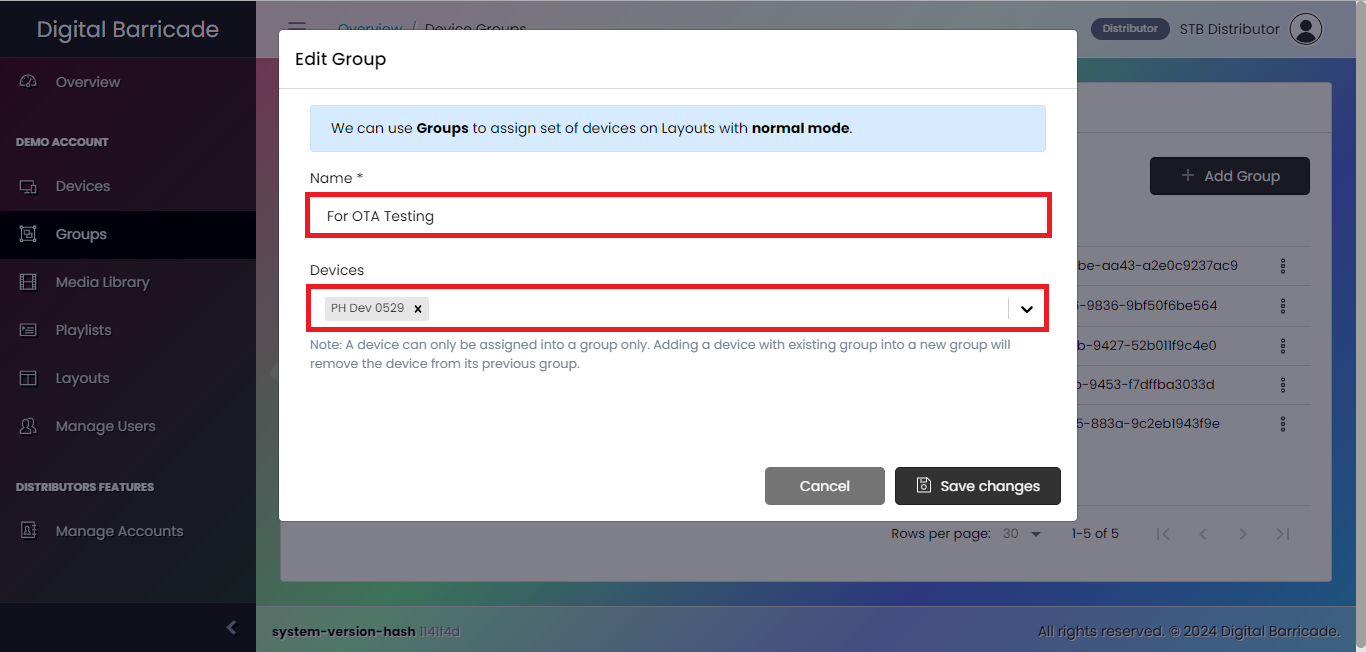 Digital Barricade
Overview / Device Groups
Distributor STB Distributor
Overview
DEMO ACCOUNT
Devices
Groups
Media Library
Playlists
Layouts
Manage Users
DISTRIBUTORS FEATURES
Manage Accounts
Edit Group
We can use Groups to assign set of devices on Layouts with normal mode.
Name *
For OTA Testing
Devices
PH Dev 0529 x
Note: A device can only be assigned into a group only. Adding a device with existing group into a new group will
remove the device from its previous group.
Cancel Save changes
+ Add Group
be-aa43-a2e0c9237ac9
-9836-9bf50f6be564
b-9427-52b011f9c4e0
-9453-f7dffba3033d
5-883a-9c2eb1943f9e
Rows per page: 30 1-5 of 5
system-version-hash 1141f4d
All rights reserved. © 2024 Digital Barricade.